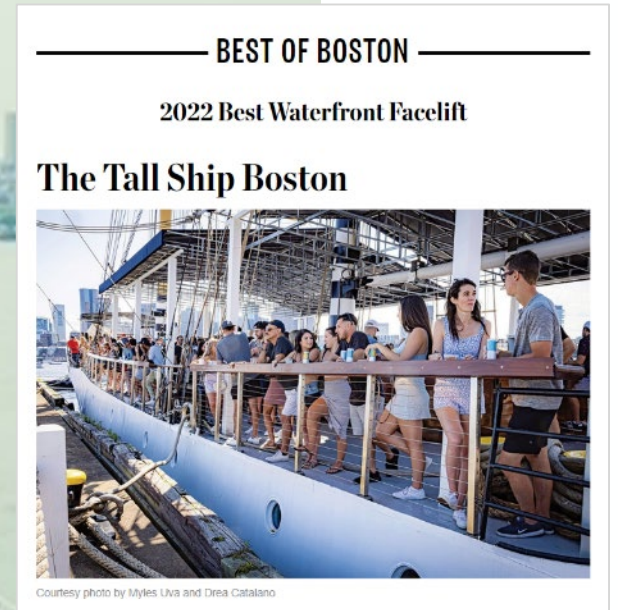 BEST OF BOSTON
2022 Best Waterfront Facelift
The Tall Ship Boston
Courtesy photo by Myles Uva and Drea Catalano